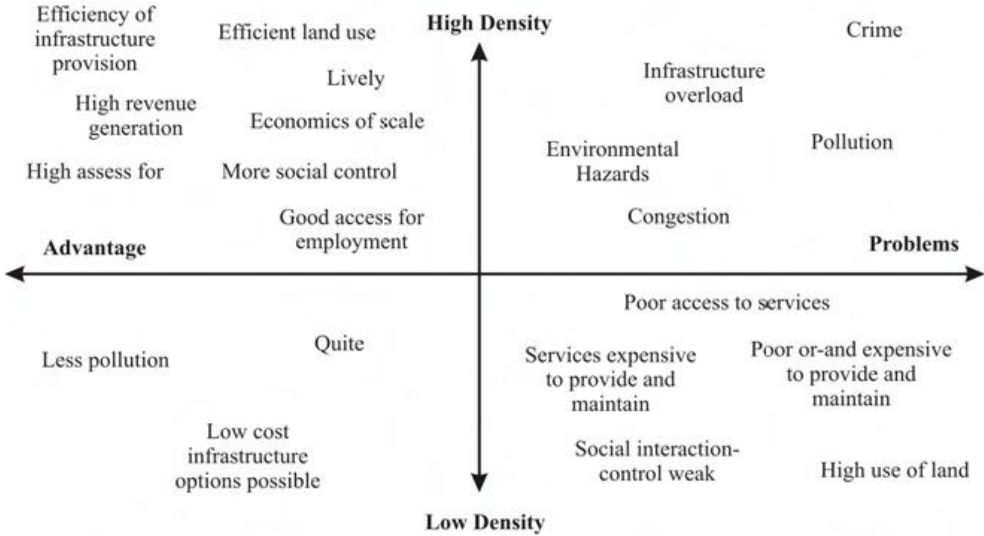 Efficiency of
infrastructure
provision
Efficient land use
High Density
Crime
Lively
Infrastructure
overload
High revenue
generation
Economics of scale
Environmental
Hazards
Pollution
High assess for
More social control
Good access for
employment
Congestion
Advantage
Problems
Poor access to services
Less pollution
Quite
Services expensive
to provide and
maintain
Poor or-and expensive
to provide and
maintain
Low cost
infrastructure
options possible
Social interaction-
control weak
High use of land
Low Density